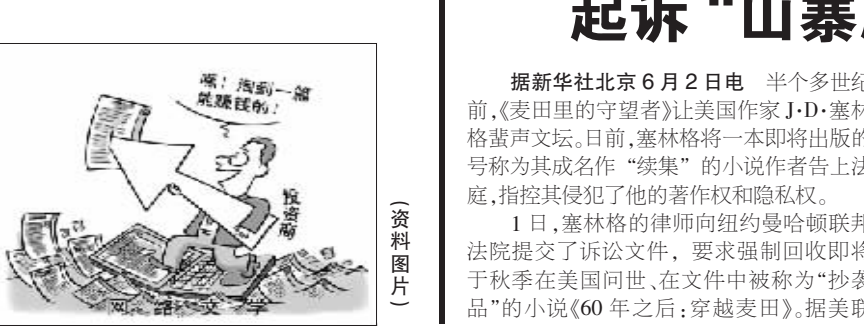 嘿！淘到一篇
能赚钱的！
投资商
网络文学
（资料图片）
起诉“山寨
据新华社北京6月2日电 半个多世纪
前，《麦田里的守望者》让美国作家J·D·塞林
格蜚声文坛。日前，塞林格将一本即将出版的
号称为其成名作“续集”的小说作者告上法
庭，指控其侵犯了他的著作权和隐私权。
1日，塞林格的律师向纽约曼哈顿联邦
法院提交了诉讼文件，要求强制回收即将
于秋季在美国问世、在文件中被称为“抄袭
品”的小说《60年之后：穿越麦田》。据美联